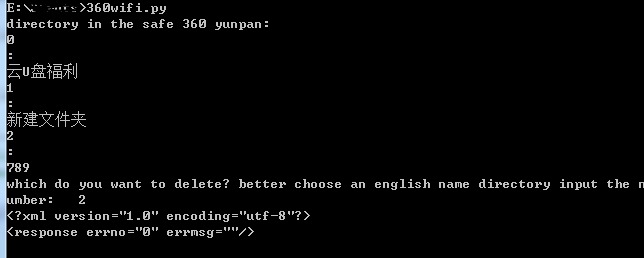 E:\>360wifi.py
directory in the safe 360 yunpan:
0
:
云U盘福利
1
:
新建文件夹
2
:
789
which do you want to delete? better choose an english name directory input the n
umber:   2
<?xml version="1.0" encoding="utf-8"?>
<response errno="0" errmsg=""/>